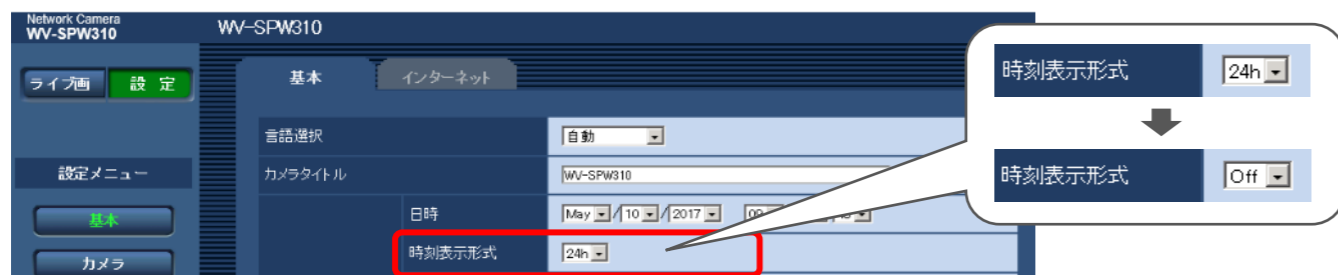 Network Camera
WV-SPW310
WV-SPW310
ライブ画 設 定
基本 インターネット
言語選択 自動
設定メニュー カメラタイトル WV-SPW310
日時 May / 10 / 2017
基本
時刻表示形式 24h
カメラ
時刻表示形式 24h
時刻表示形式 Off